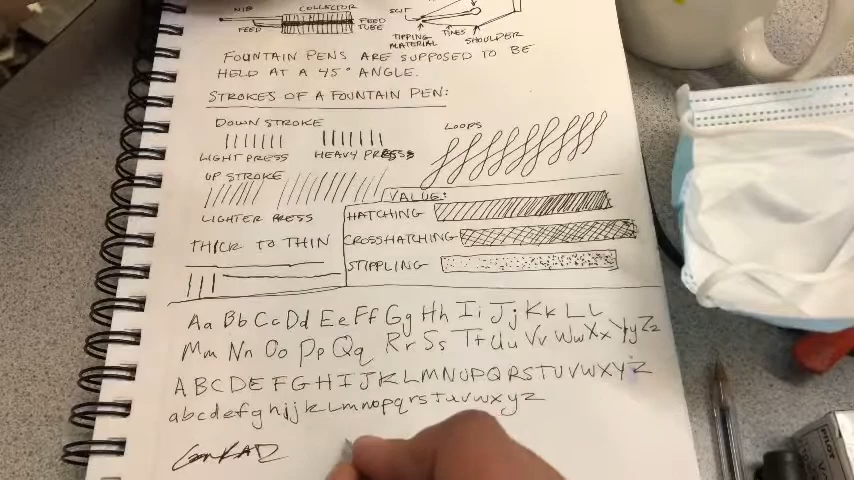 NIB
COLLECTOR
FEED
FEED TUBE
SLIT
TIPPING MATERIAL
TINES
SHOULDER
FOUNTAIN PENS ARE SUPPOSED TO BE
HELD AT A 45° ANGLE.
STROKES OF A FOUNTAIN PEN:
DOWN STROKE
LIGHT PRESS
HEAVY PRESS
LOOPS
UP STROKE
LIGHTER PRESS
VALUE:
HATCHING
CROSSHATCHING
STIPPLING
THICK TO THIN
Aa Bb Cc Dd Ee Ff Gg Hh Ii Jj Kk Ll
Mm Nn Oo Pp Qq Rr Ss Tt Uu Vv Ww Xx Yy Zz
ABCDEFGHIJKLMNOPQRSTUVWXYZ
abcdefghijklmnopqrstuvwxyz
PILOT